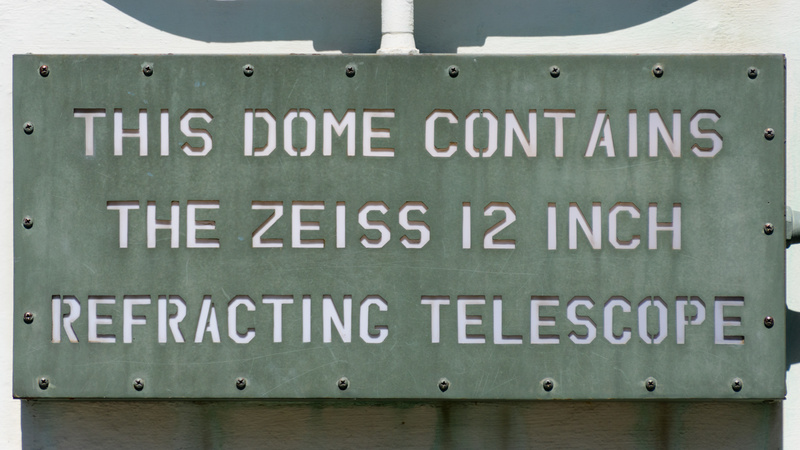 THIS DOME CONTAINS
THE ZEISS 12 INCH
REFRACTING TELESCOPE